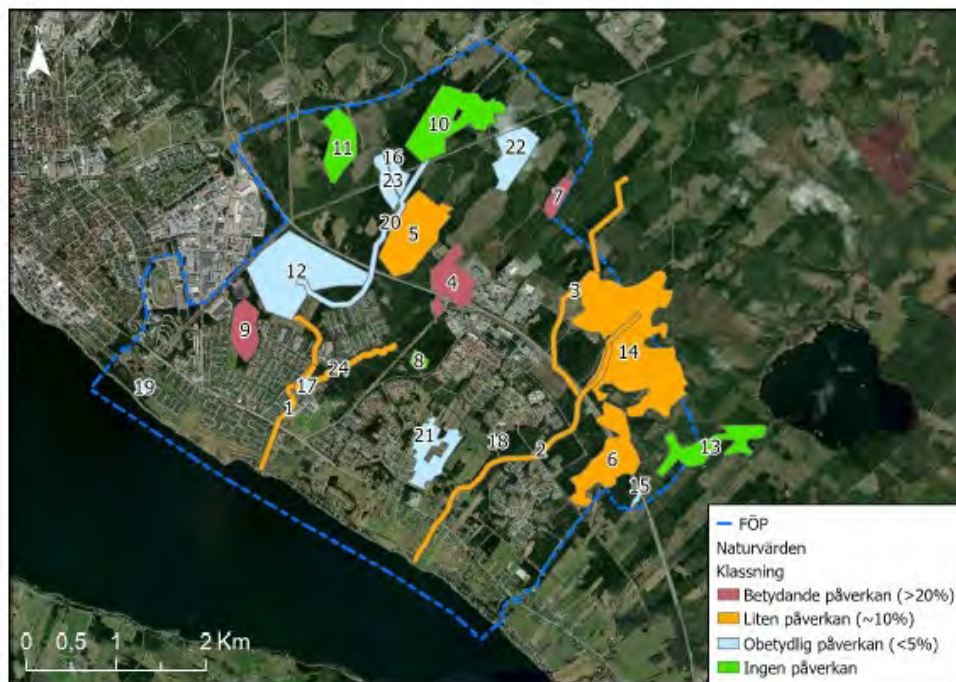 N
10
11
16
22
23
7
20
5
12
4
3
9
14
8
24
17
19
1
21
18
2
13
6
15
0 0,5 1 2 Km
FÖP
Naturvärden
Klassning
Betydande påverkan (>20%)
Liten påverkan (~10%)
Obetydlig påverkan (<5%)
Ingen påverkan